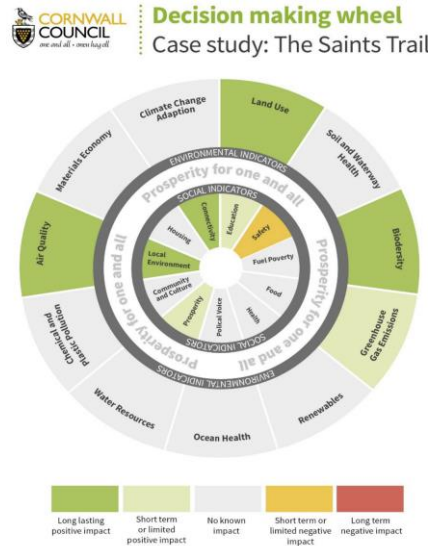 CORNWALL
COUNCIL
one and all • onen hag oll
Decision making wheel
Case study: The Saints Trail
Climate Change
Adaption
Land Use
Soil and Waterway
Health
Biodersity
Greenhouse
Gas Emissions
Renewables
Ocean Health
Water Resources
Chemical and
Plastic Pollution
Air Quality
Materials Economy
ENVIRONMENTAL INDICATORS
Prosperity for one and all
Prosperity for one and all
Prosperity for one and all
ENVIRONMENTAL INDICATORS
SOCIAL INDICATORS
Connectivity
Education
Safety
Fuel Poverty
Food
Health
Polical Voice
Prosperity
Community
and Culture
Local
Environment
Housing
SOCIAL INDICATORS
Long lasting
positive impact
Short term
or limited
positive impact
No known
impact
Short term or
limited negative
impact
Long term
negative impact